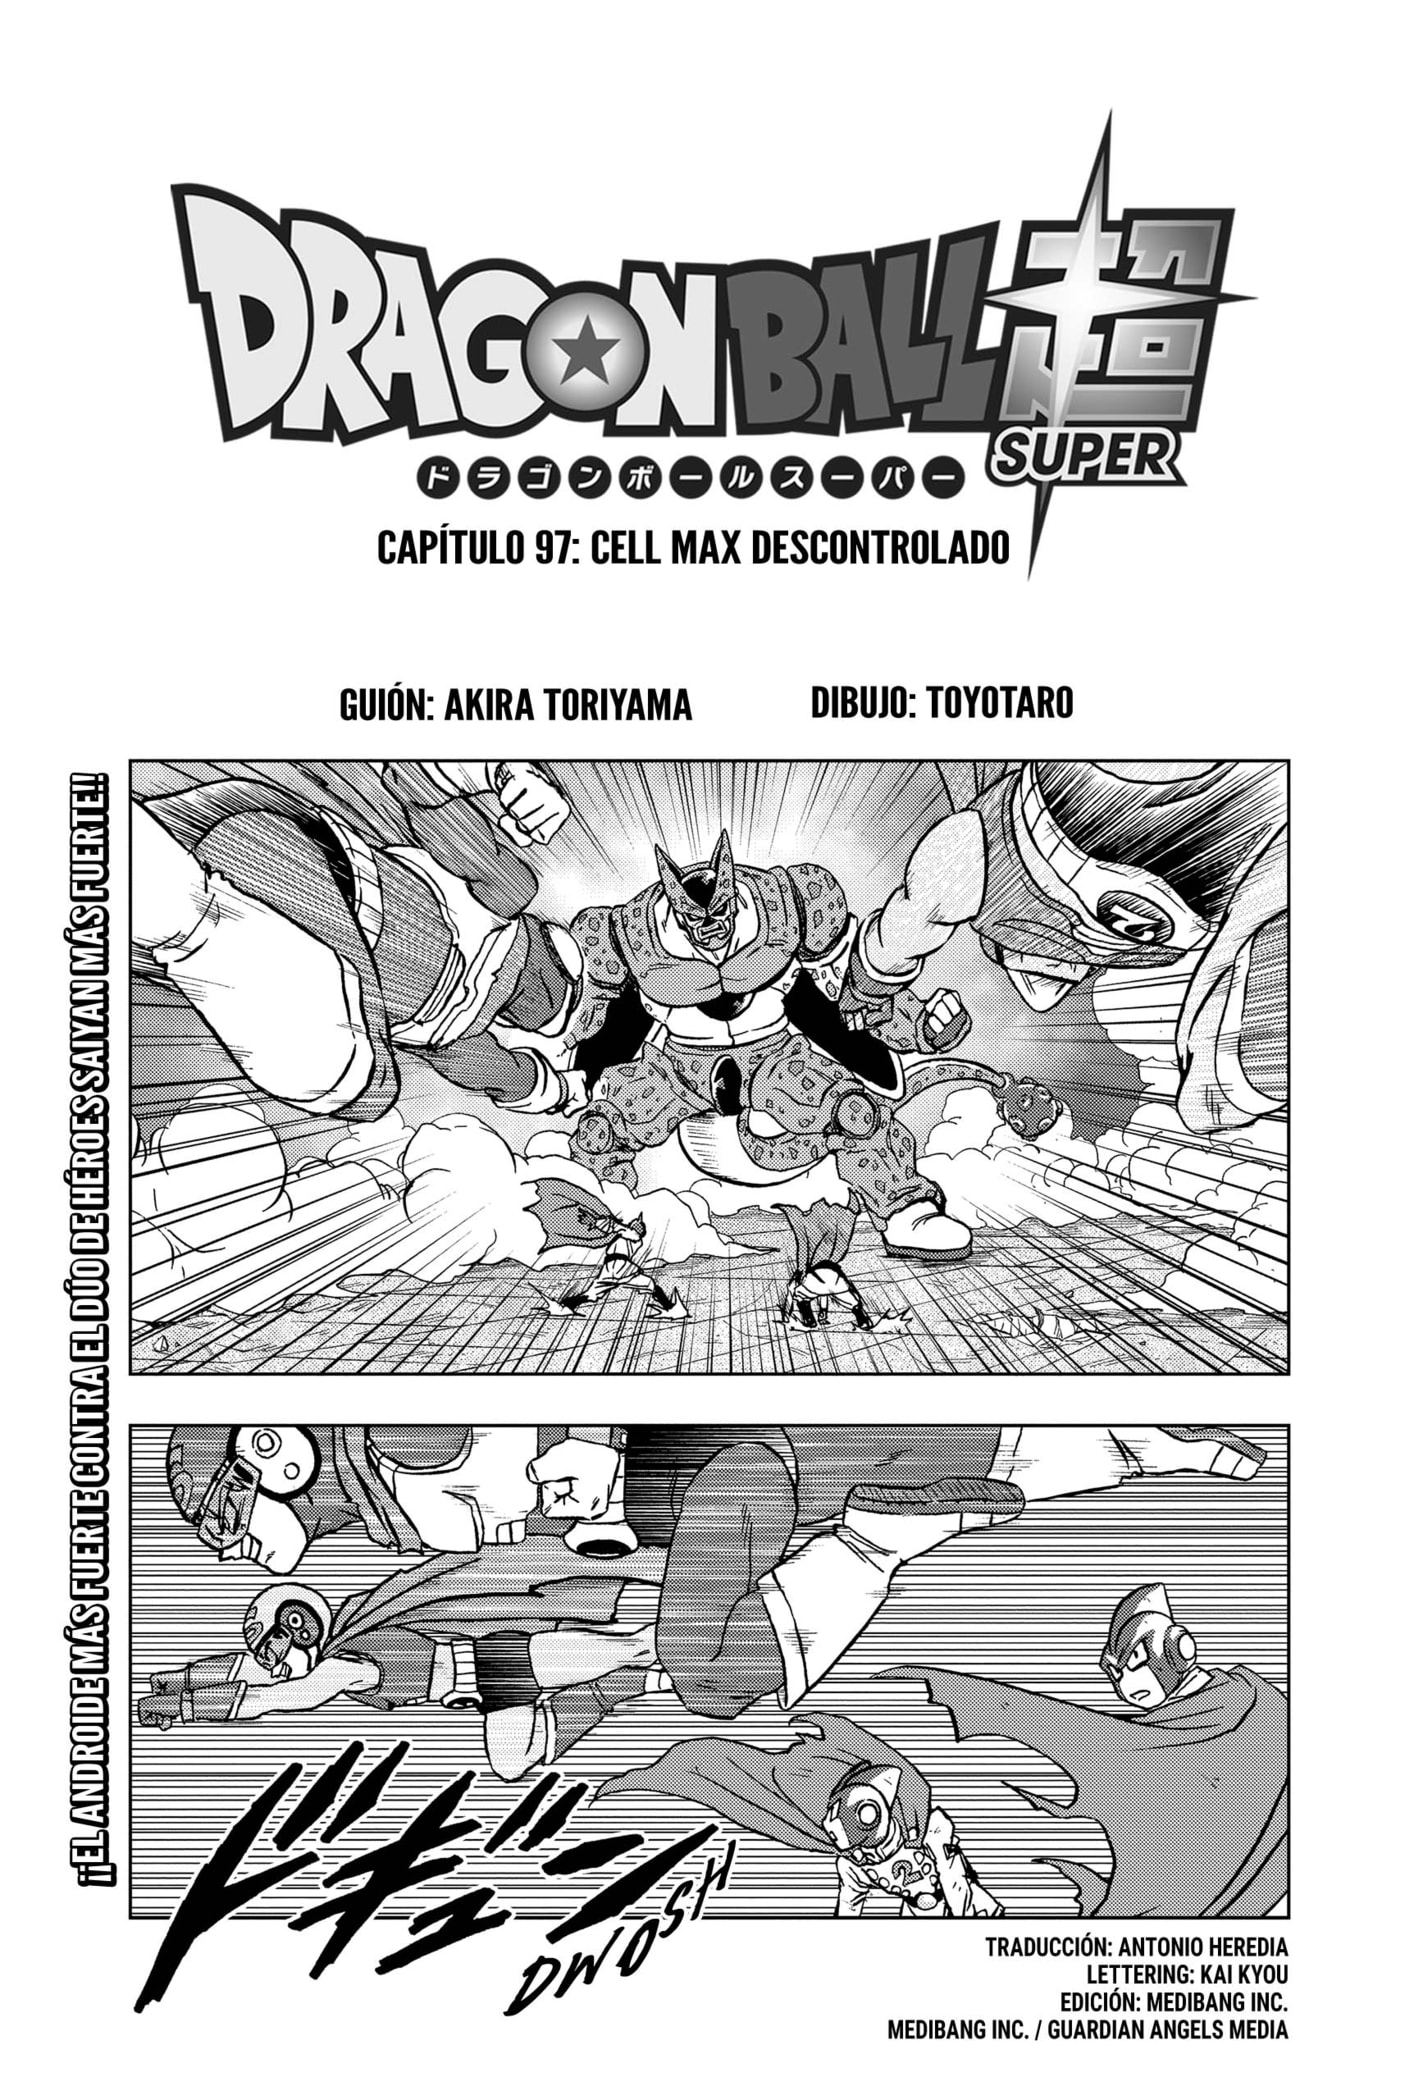 DRAGON BALL 超
SUPER
ドラゴンボールスーパー
CAPÍTULO 97: CELL MAX DESCONTROLADO
GUIÓN: AKIRA TORIYAMA
DIBUJO: TOYOTARO
¡¡EL ANDROIDE MÁS FUERTE CONTRA EL DÚO DE HÉROES SAIYAN MÁS FUERTE!!
2
ドギュン
DWOSH
TRADUCCIÓN: ANTONIO HEREDIA
LETTERING: KAI KYOU
EDICIÓN: MEDIBANG INC.
MEDIBANG INC. / GUARDIAN ANGELS MEDIA